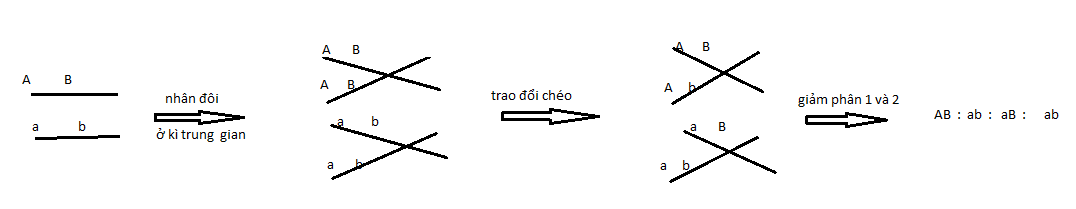 A B
a b
nhân đôi
ở kì trung gian
A B
A B
a b
a b
trao đổi chéo
A B
A b
a B
a b
giảm phân 1 và 2
AB : ab : aB : ab